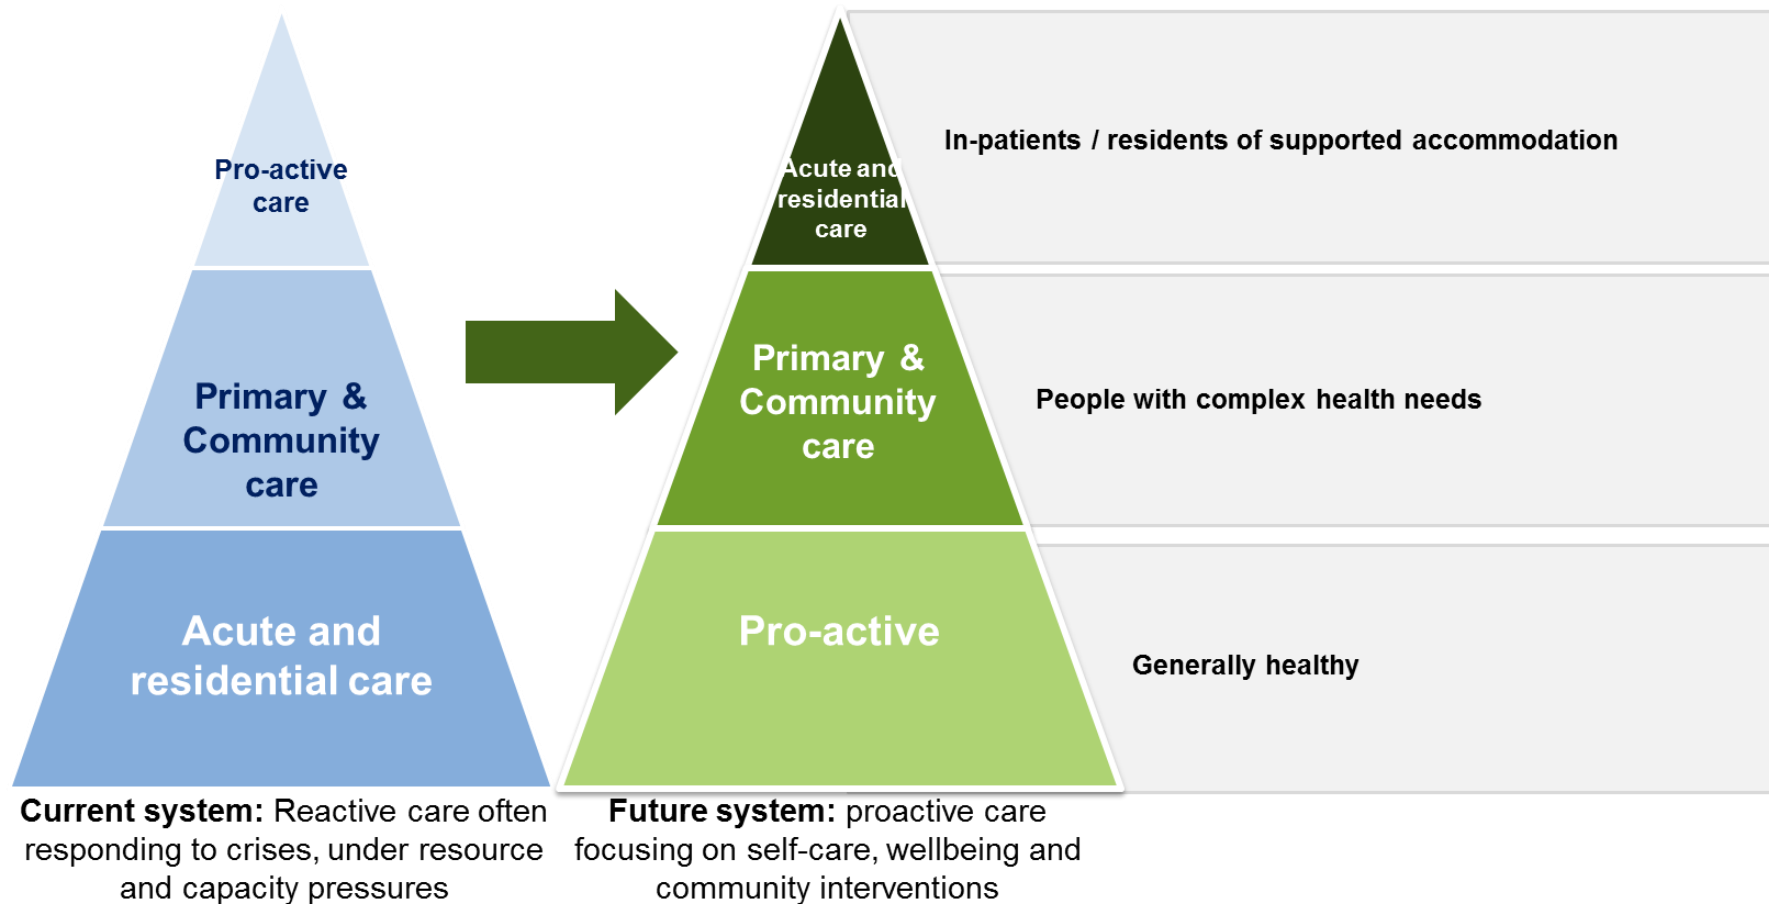 Pro-active
care
Primary &
Community
care
Acute and
residential care
Current system: Reactive care often
responding to crises, under resource
and capacity pressures
Acute and
residential
care
Primary &
Community
care
Pro-active
Future system: proactive care
focusing on self-care, wellbeing and
community interventions
In-patients / residents of supported accommodation
People with complex health needs
Generally healthy